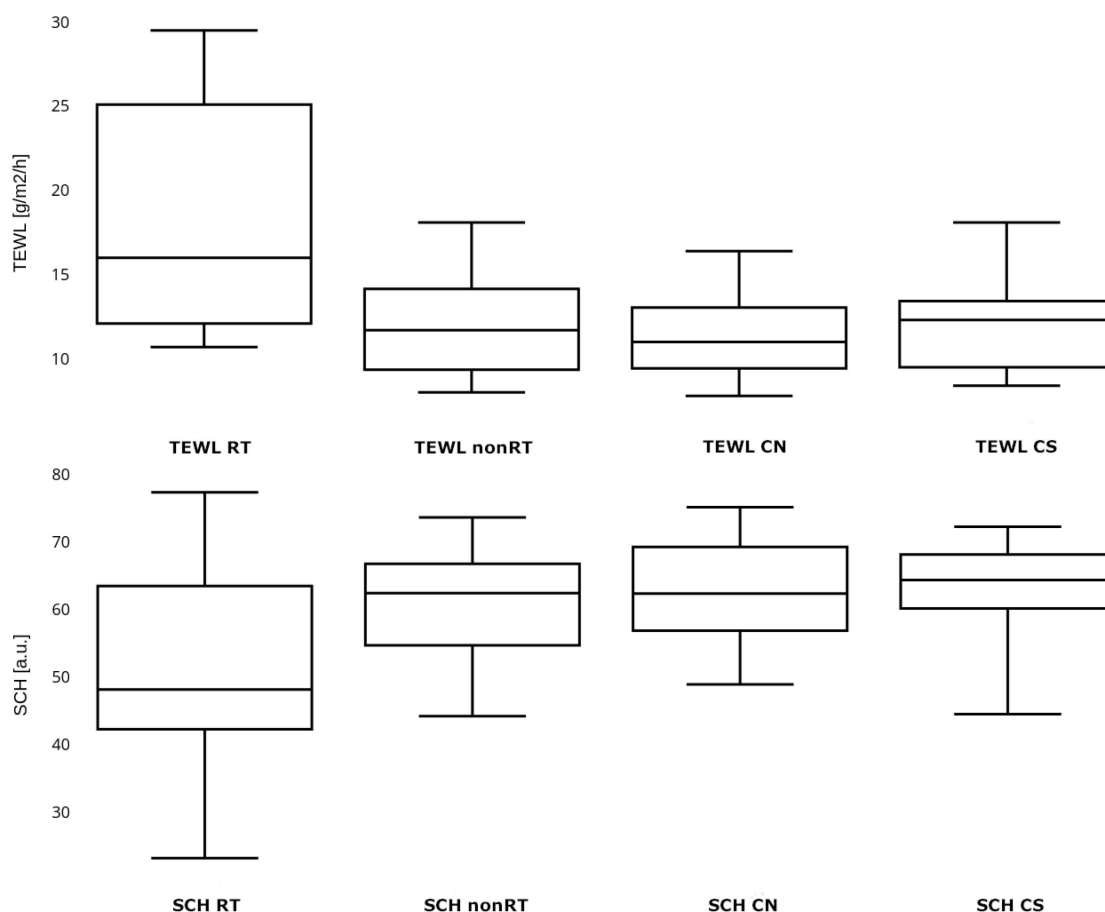 30
25
20
15
10
TEWL [g/m2/h]
TEWL RT TEWL nonRT TEWL CN TEWL CS
80
70
60
50
40
30
SCH [a.u.]
SCH RT SCH nonRT SCH CN SCH CS